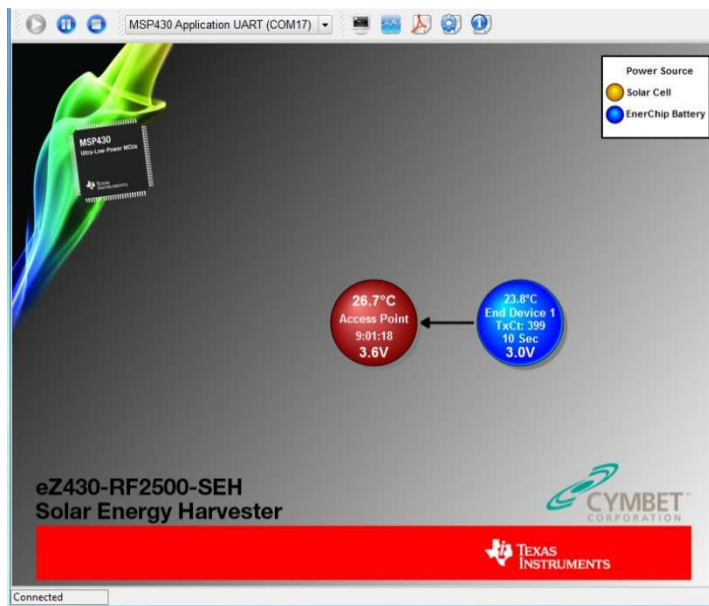 MSP430 Application UART (COM17)
Power Source
Solar Cell
EnerChip Battery
MSP430
Ultra-Low-Power MCUs
TEXAS
INSTRUMENTS
26.7°C
Access Point
9:01:18
3.6V
23.8°C
End Device 1
TxCt: 399
10 Sec
3.0V
eZ430-RF2500-SEH
Solar Energy Harvester
CYMBET
CORPORATION
TEXAS
INSTRUMENTS
Connected